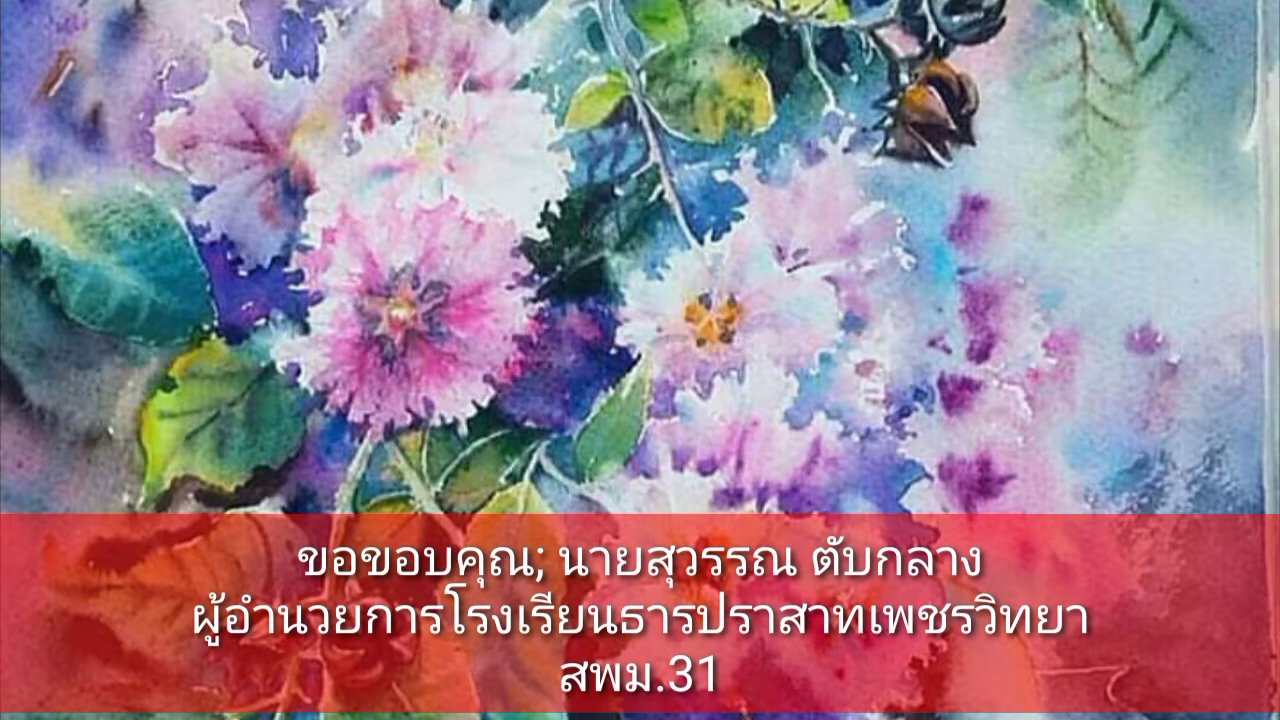 ขอขอบคุณ; นายสุวรรณ ตับกลาง
ผู้อำนวยการโรงเรียนธารปราสาทเพชรวิทยา
สพม.31